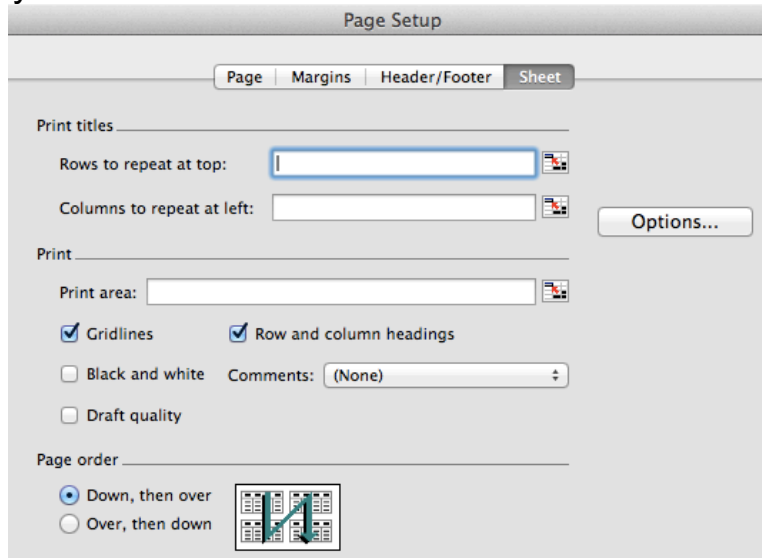 Page Setup
Page Margins Header/Footer Sheet
Print titles
Rows to repeat at top:
Columns to repeat at left:
Options...
Print
Print area:
Gridlines Row and column headings
Black and white Comments: (None)
Draft quality
Page order
Down, then over
Over, then down